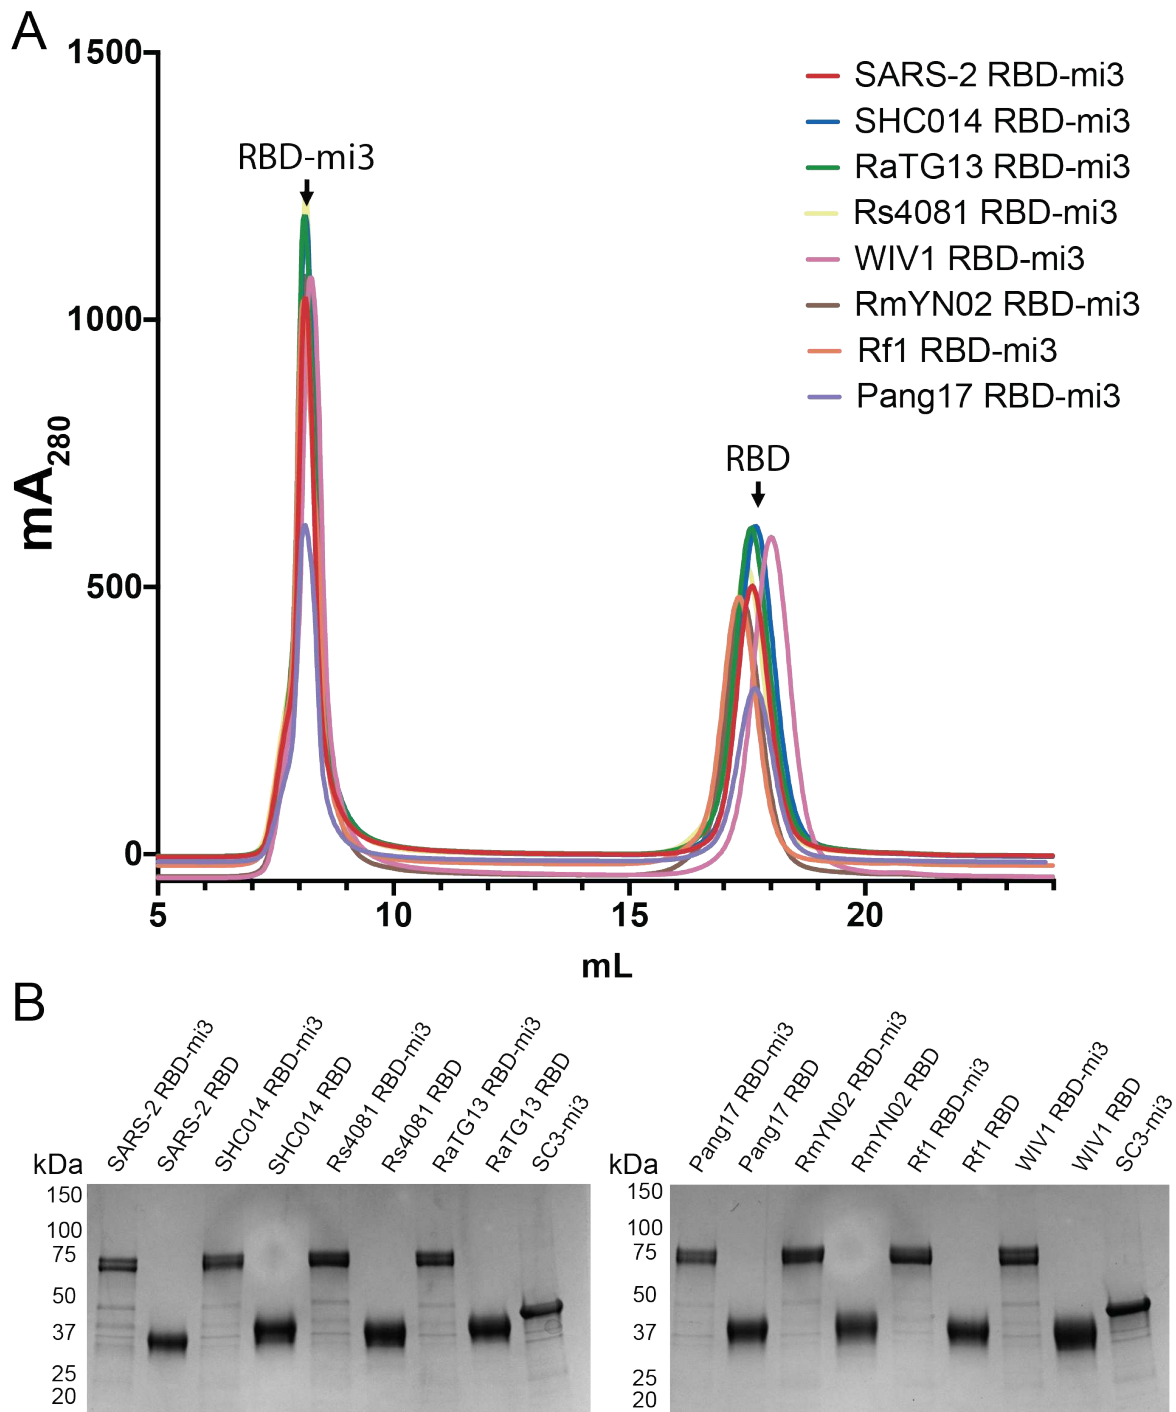 A
1500
1000
500
0
mA280
RBD-mi3
RBD
SARS-2 RBD-mi3
SHC014 RBD-mi3
RaTG13 RBD-mi3
Rs4081 RBD-mi3
WIV1 RBD-mi3
RmYN02 RBD-mi3
Rf1 RBD-mi3
Pang17 RBD-mi3
5 10 15 20
mL
B
kDa
SARS-2 RBD-mi3
SARS-2 RBD
SHC014 RBD-mi3
SHC014 RBD
Rs4081 RBD-mi3
Rs4081 RBD
RaTG13 RBD-mi3
RaTG13 RBD
SC3-mi3
150
100
75
50
37
25
20
kDa
Pang17 RBD-mi3
Pang17 RBD
RmYN02 RBD-mi3
RmYN02 RBD
Rf1 RBD-mi3
Rf1 RBD
WIV1 RBD-mi3
WIV1 RBD
SC3-mi3
150
100
75
50
37
25
20